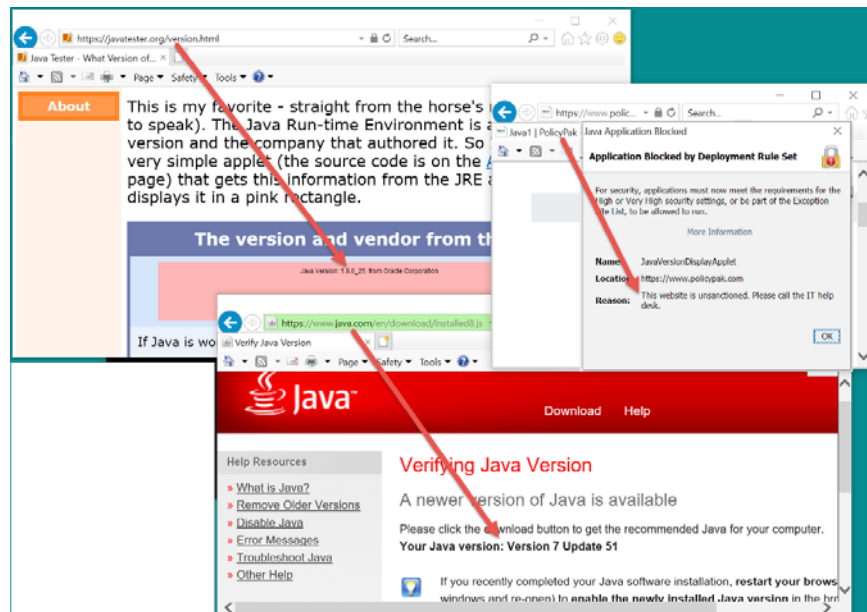 https://javatester.org/version.html
Search...
Java Tester - What Version of...
Page
Safety
Tools
About
This is my favorite - straight from the horse's
to speak). The Java Run-time Environment is a
version and the company that authored it. So
very simple applet (the source code is on the
page) that gets this information from the JRE a
displays it in a pink rectangle.
The version and vendor from th
Java Version: 1.8.0_25 from Oracle Corporation
If Java is wo
https://www.polic...
Search...
Java1 | PolicyPak
Java Application Blocked
Application Blocked by Deployment Rule Set
For security, applications must now meet the requirements for the
High or Very High security settings, or be part of the Exception
Site List, to be allowed to run.
More Information
Name: JavaVersionDisplayApplet
Location: https://www.policypak.com
Reason: This website is unsanctioned. Please call the IT help
desk.
OK
https://www.java.com/en/download/installed8.js
Verify Java Version
Page
Safety
Tools
Java
Download
Help
Help Resources
» What is Java?
» Remove Older Versions
» Disable Java
» Error Messages
» Troubleshoot Java
» Other Help
Verifying Java Version
A newer version of Java is available
Please click the download button to get the recommended Java for your computer.
Your Java version: Version 7 Update 51
If you recently completed your Java software installation, restart your brows
windows and re-open) to enable the newly installed Java version in the bro